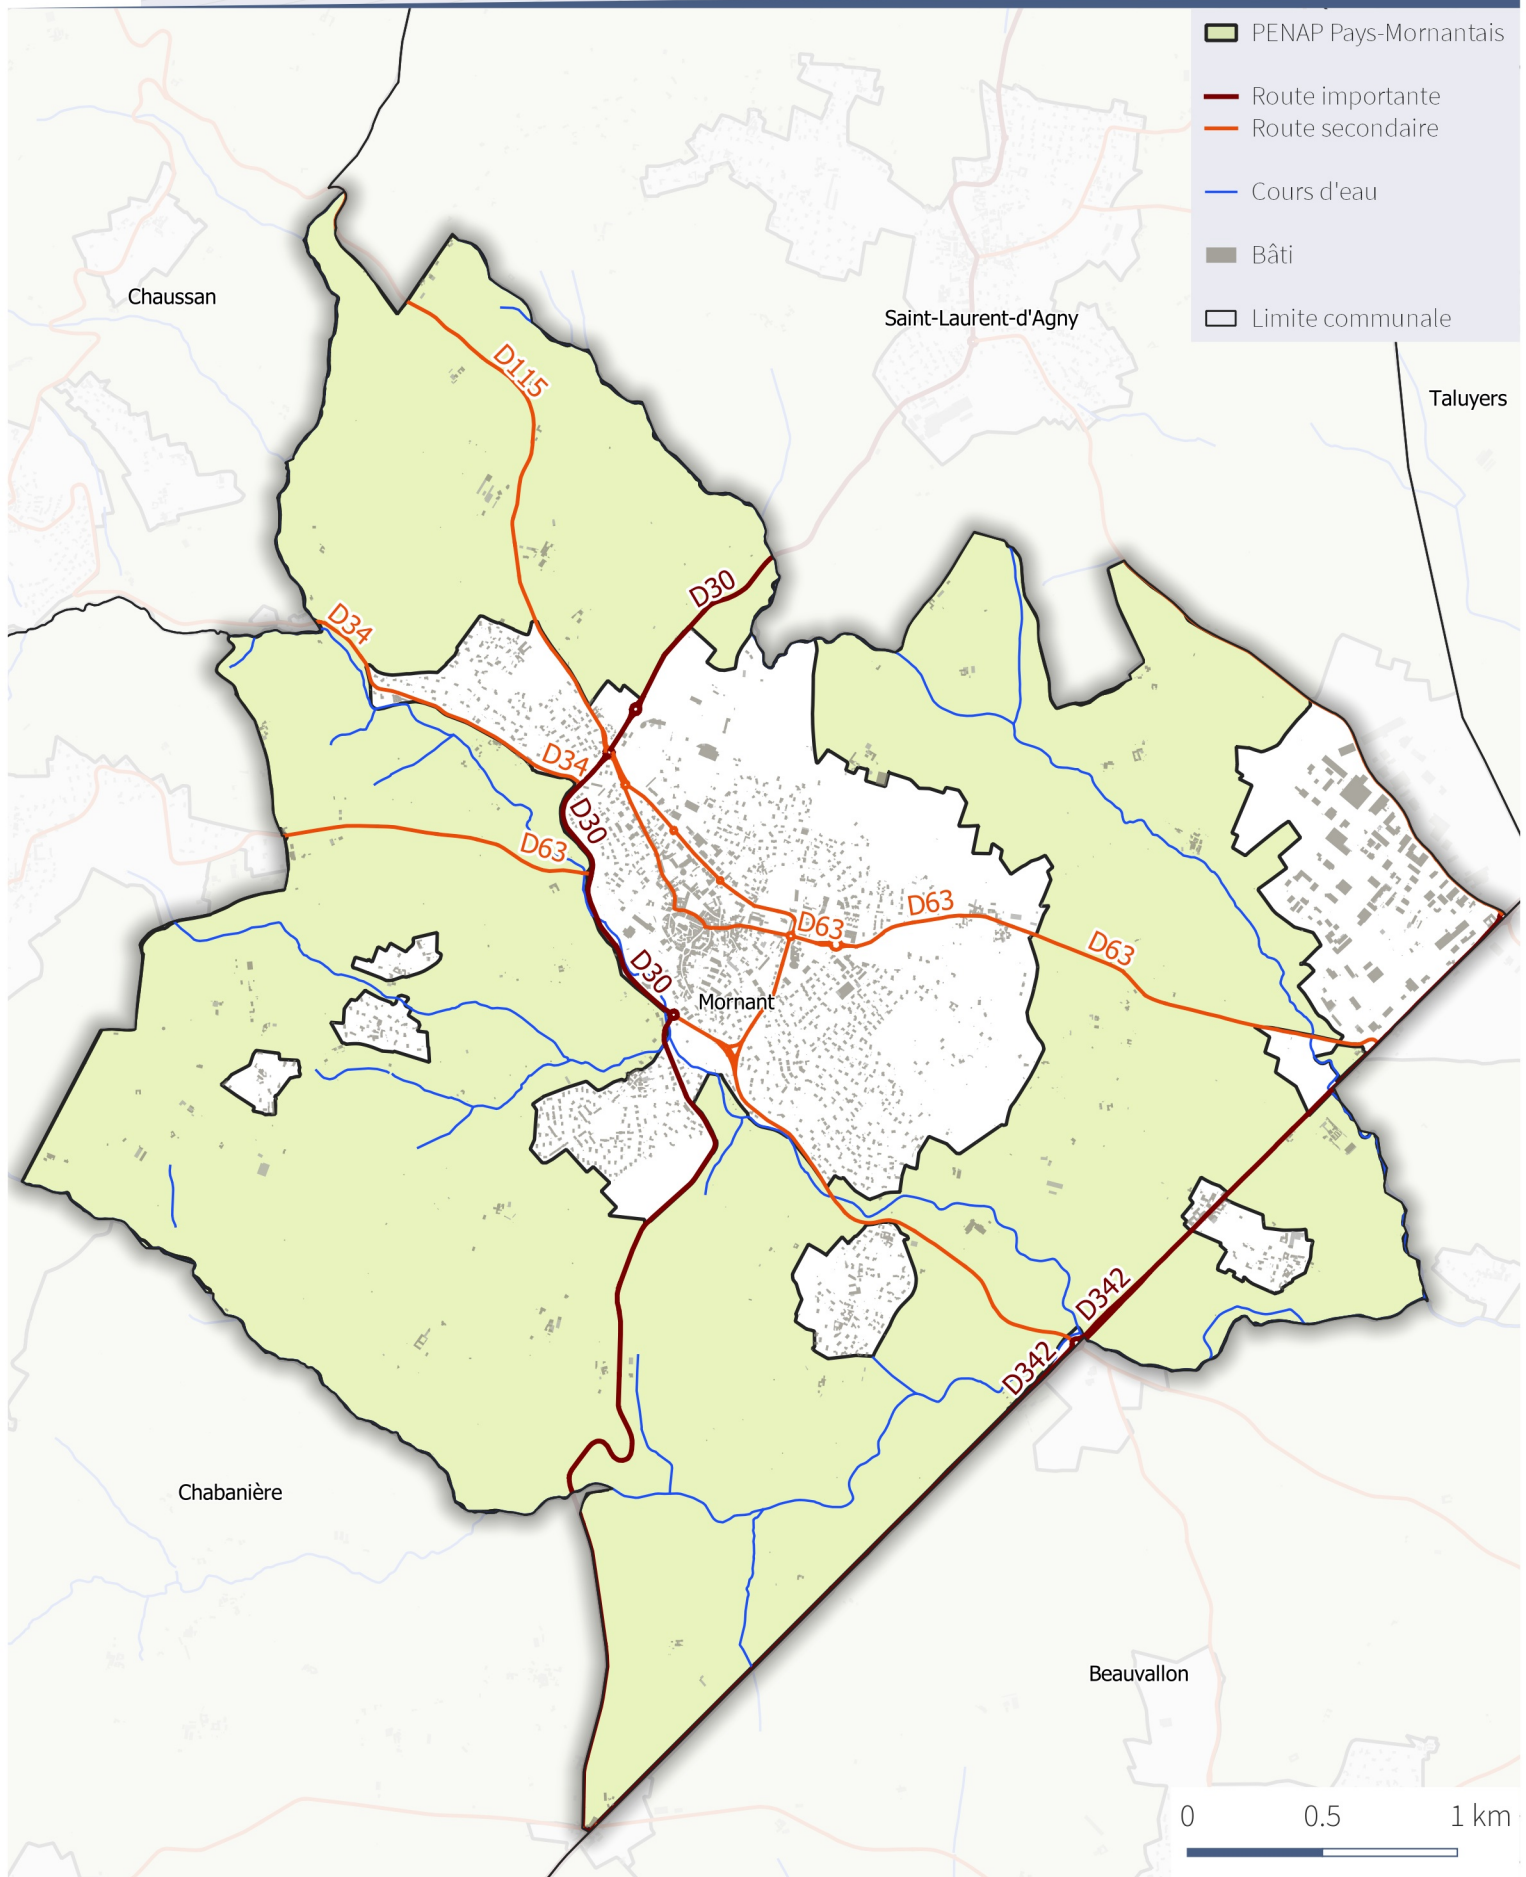 PENAP Pays-Mornantais
Route importante
Route secondaire
Cours d'eau
Bâti
Limite communale
Chaussan
Saint-Laurent-d'Agny
Taluyers
D115
D30
D34
D34
D30
D63
D63
D63
D63
D30
Mornant
D342
D342
Chabanière
Beauvallon
0 0.5 1 km